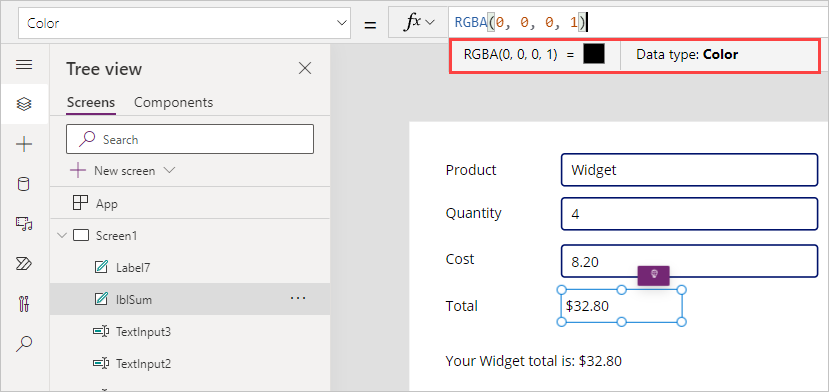 Color
=
fx
RGBA(0, 0, 0, 1)
RGBA(0, 0, 0, 1) =
Data type: Color
Tree view
Screens
Components
Search
New screen
App
Screen1
Label7
lblSum
...
TextInput3
TextInput2
Product
Widget
Quantity
4
Cost
8.20
Total
$32.80
Your Widget total is: $32.80